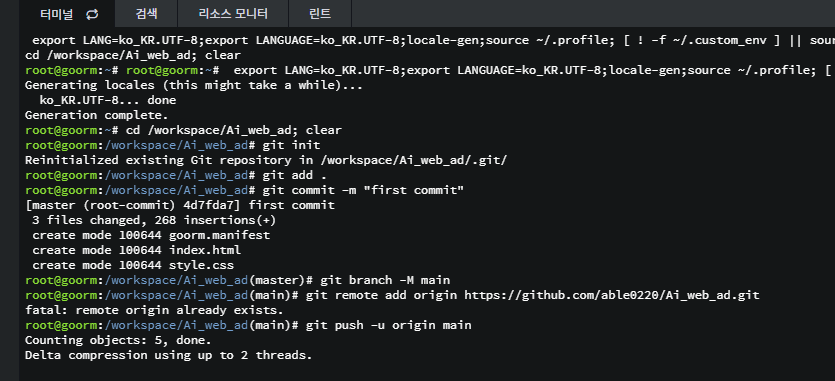 터미널 검색 리소스 모니터 린트
export LANG=ko_KR.UTF-8;export LANGUAGE=ko_KR.UTF-8;locale-gen;source ~/.profile; [ ! -f ~/.custom_env ] || sour
cd /workspace/Ai_web_ad; clear
root@goorm:~# root@goorm:~#  export LANG=ko_KR.UTF-8;export LANGUAGE=ko_KR.UTF-8;locale-gen;source ~/.profile; [
Generating locales (this might take a while)...
  ko_KR.UTF-8... done
Generation complete.
root@goorm:~# cd /workspace/Ai_web_ad; clear
root@goorm:/workspace/Ai_web_ad# git init
Reinitialized existing Git repository in /workspace/Ai_web_ad/.git/
root@goorm:/workspace/Ai_web_ad# git add .
root@goorm:/workspace/Ai_web_ad# git commit -m "first commit"
[master (root-commit) 4d7fda7] first commit
 3 files changed, 268 insertions(+)
 create mode 100644 goorm.manifest
 create mode 100644 index.html
 create mode 100644 style.css
root@goorm:/workspace/Ai_web_ad(master)# git branch -M main
root@goorm:/workspace/Ai_web_ad(main)# git remote add origin https://github.com/able0220/Ai_web_ad.git
fatal: remote origin already exists.
root@goorm:/workspace/Ai_web_ad(main)# git push -u origin main
Counting objects: 5, done.
Delta compression using up to 2 threads.